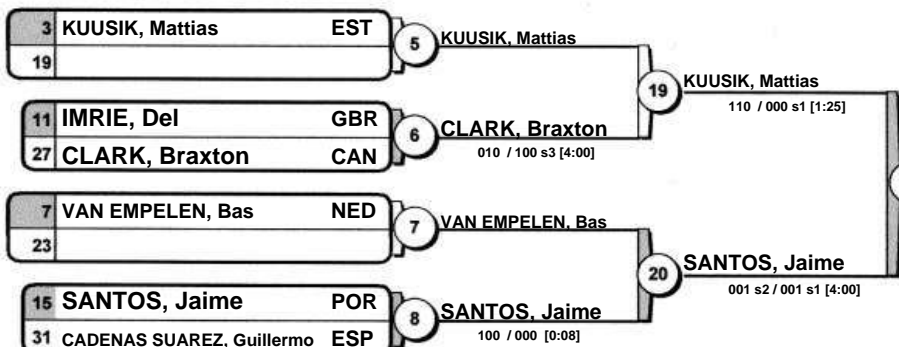 3 KUUSIK, Mattias EST
19
5 KUUSIK, Mattias
11 IMRIE, Del GBR
27 CLARK, Braxton CAN
6 CLARK, Braxton
010 / 100 s3 [4:00]
19 KUUSIK, Mattias
110 / 000 s1 [1:25]
7 VAN EMPELEN, Bas NED
23
7 VAN EMPELEN, Bas
15 SANTOS, Jaime POR
31 CADENAS SUAREZ, Guillermo ESP
8 SANTOS, Jaime
100 / 000 [0:08]
20 SANTOS, Jaime
001 s2 / 001 s1 [4:00]